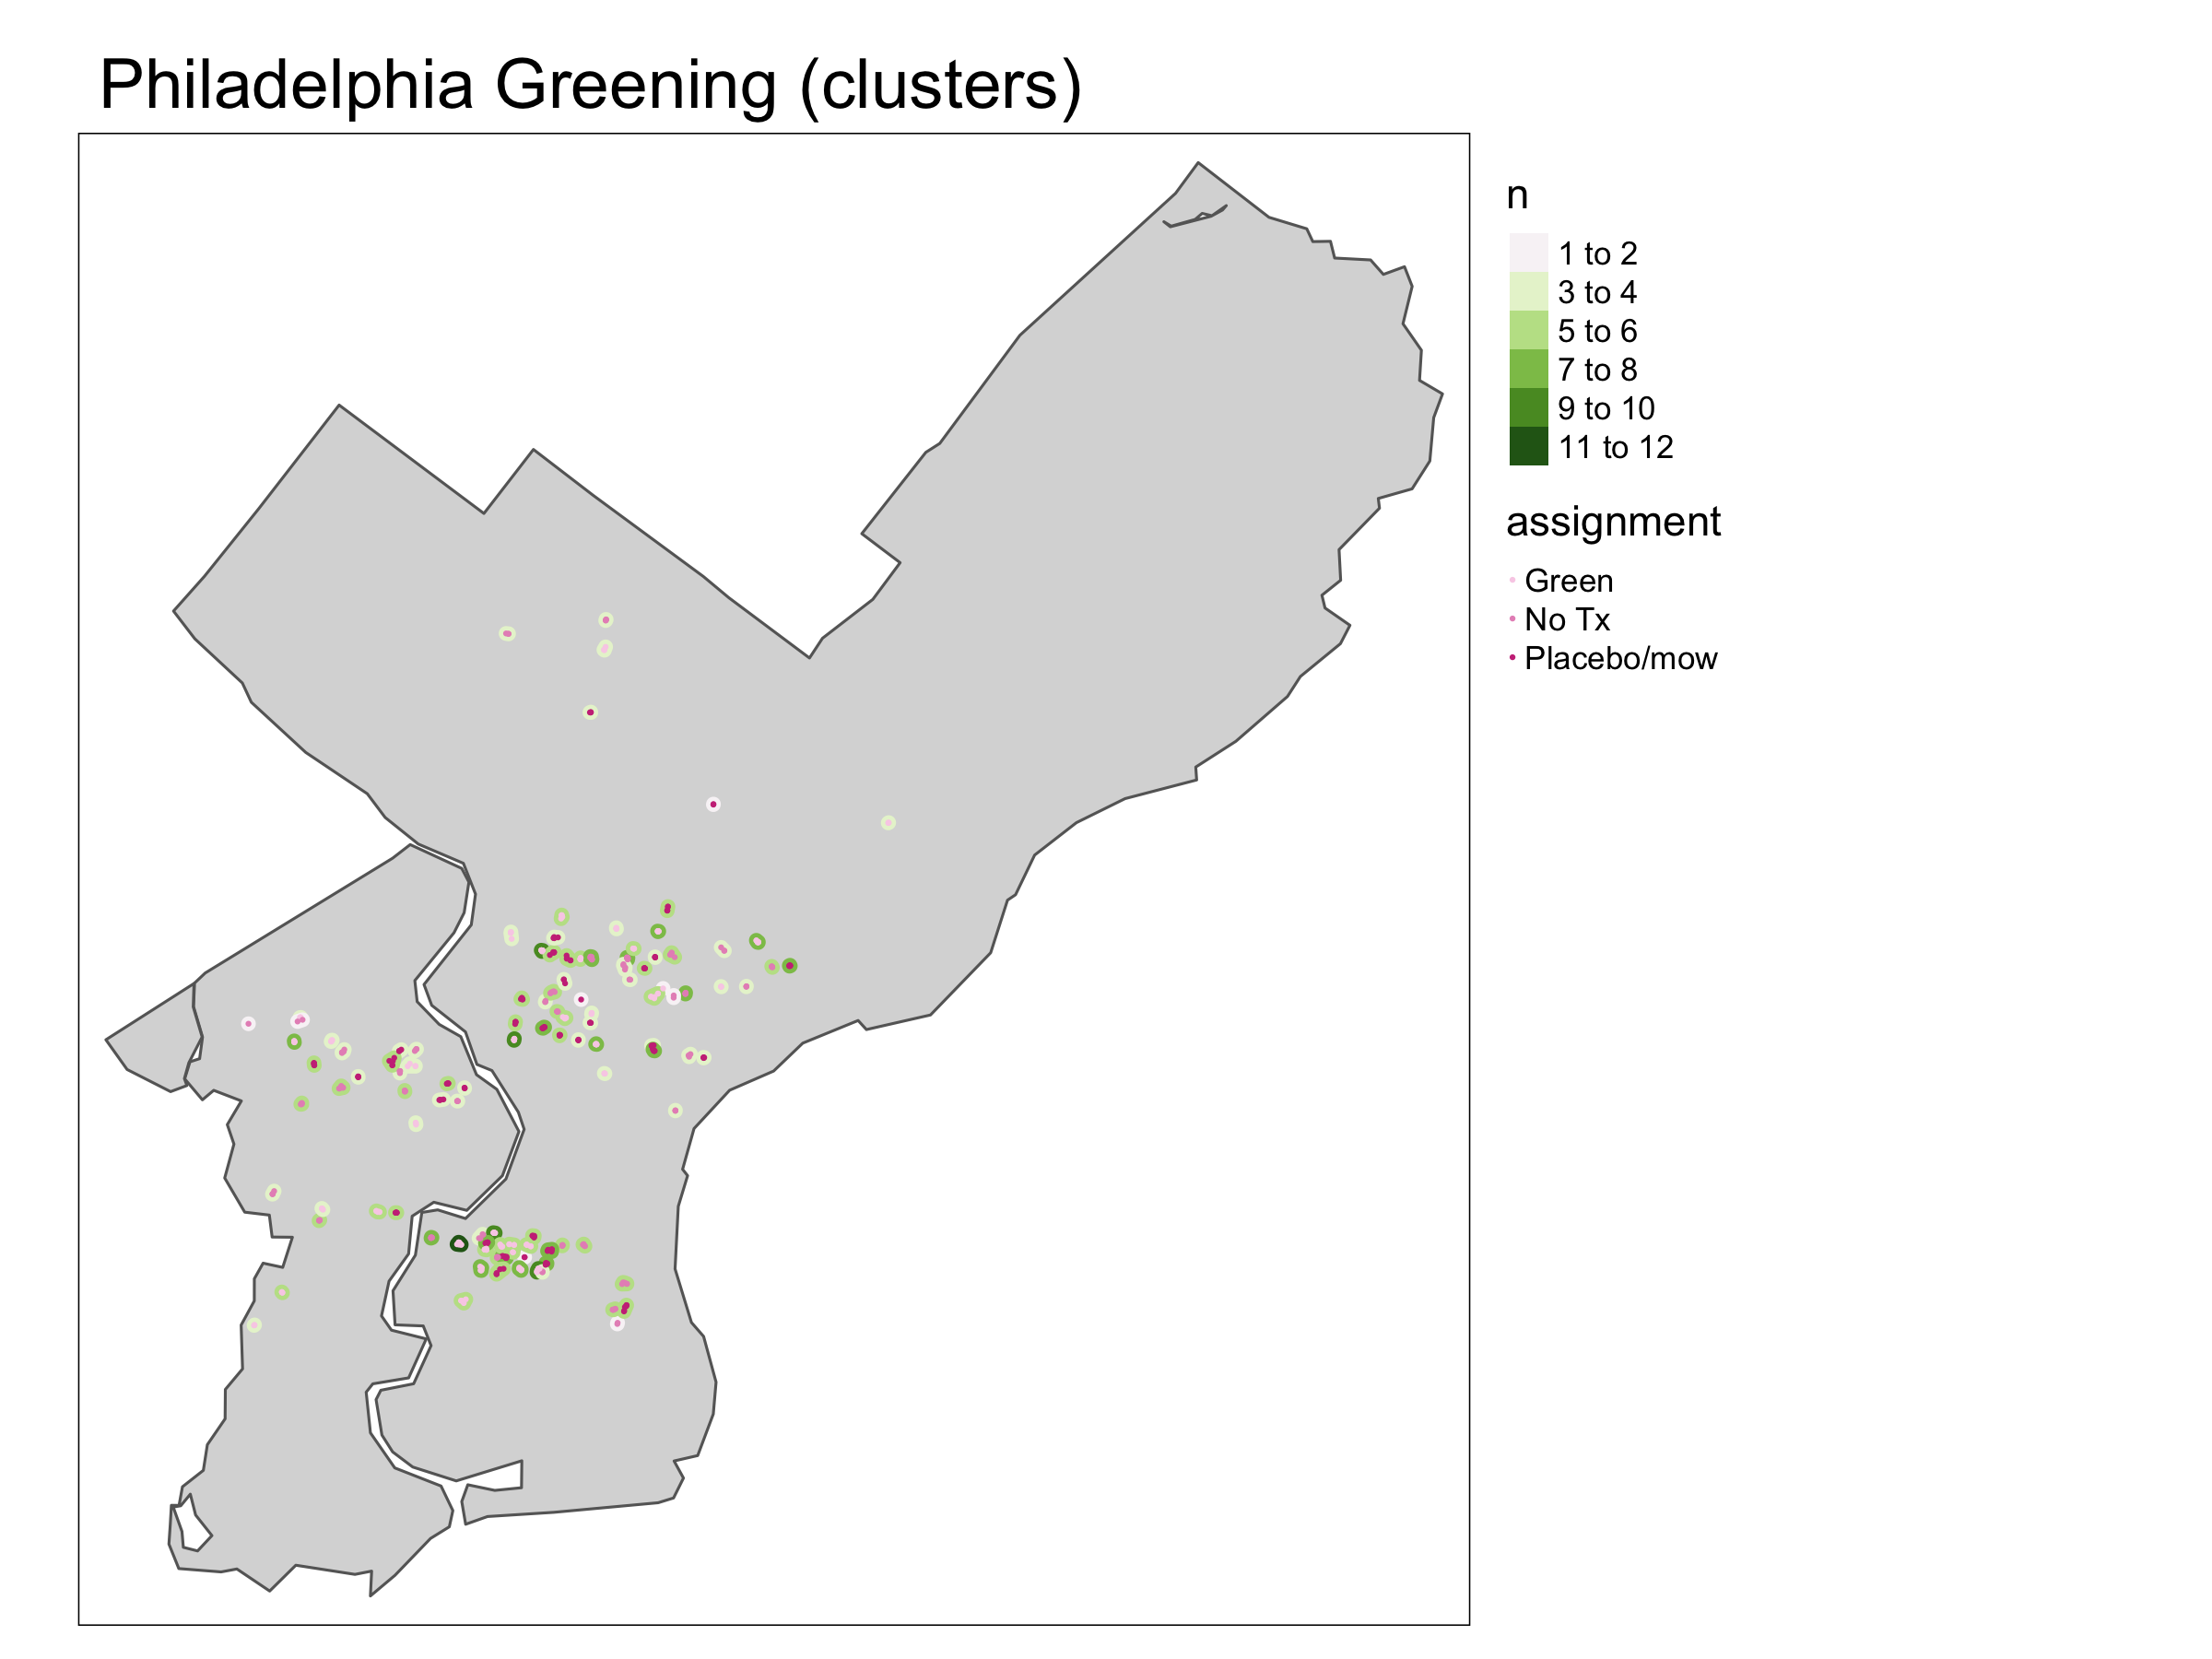 Philadelphia Greening (clusters)
n
1 to 2
3 to 4
5 to 6
7 to 8
9 to 10
11 to 12
assignment
Green
No Tx
Placebo/mow